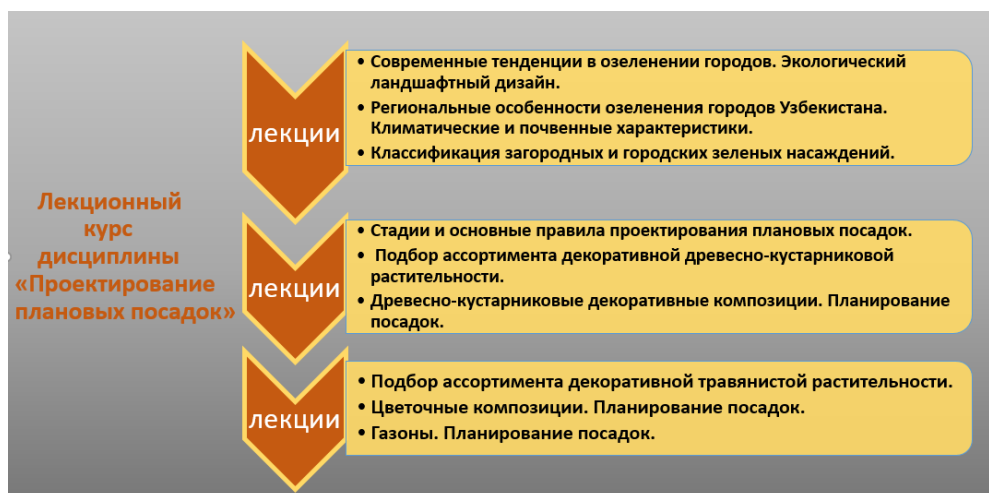 Лекционный
курс
дисциплины
«Проектирование
плановых посадок»
лекции
• Современные тенденции в озеленении городов. Экологический
ландшафтный дизайн.
• Региональные особенности озеленения городов Узбекистана.
Климатические и почвенные характеристики.
• Классификация загородных и городских зеленых насаждений.
лекции
• Стадии и основные правила проектирования плановых посадок.
• Подбор ассортимента декоративной древесно-кустарниковой
растительности.
• Древесно-кустарниковые декоративные композиции. Планирование
посадок.
лекции
• Подбор ассортимента декоративной травянистой растительности.
• Цветочные композиции. Планирование посадок.
• Газоны. Планирование посадок.